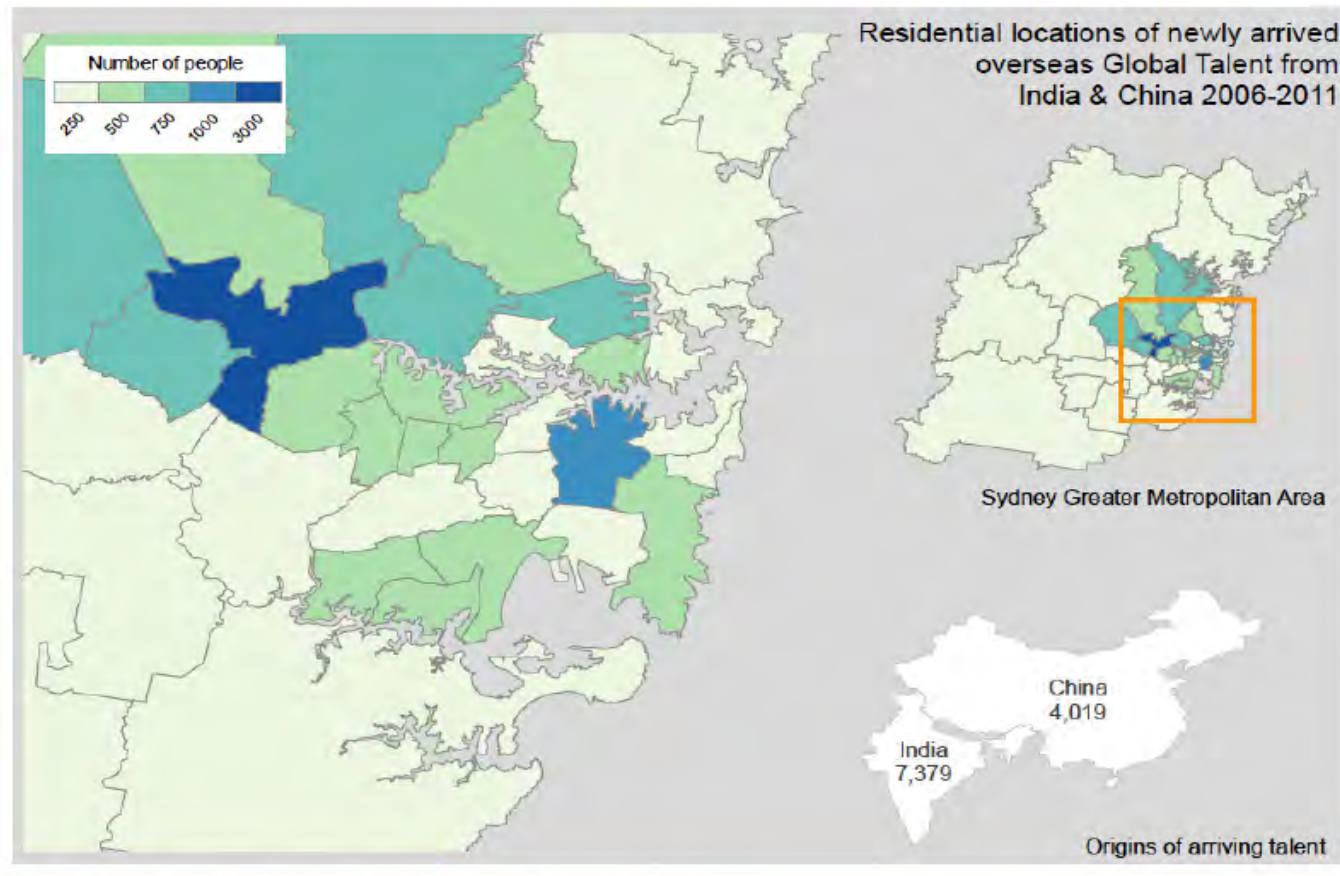 Residential locations of newly arrived
overseas Global Talent from
India & China 2006-2011
Number of people
250 500 750 1000 3000
Sydney Greater Metropolitan Area
China
4,019
India
7,379
Origins of arriving talent